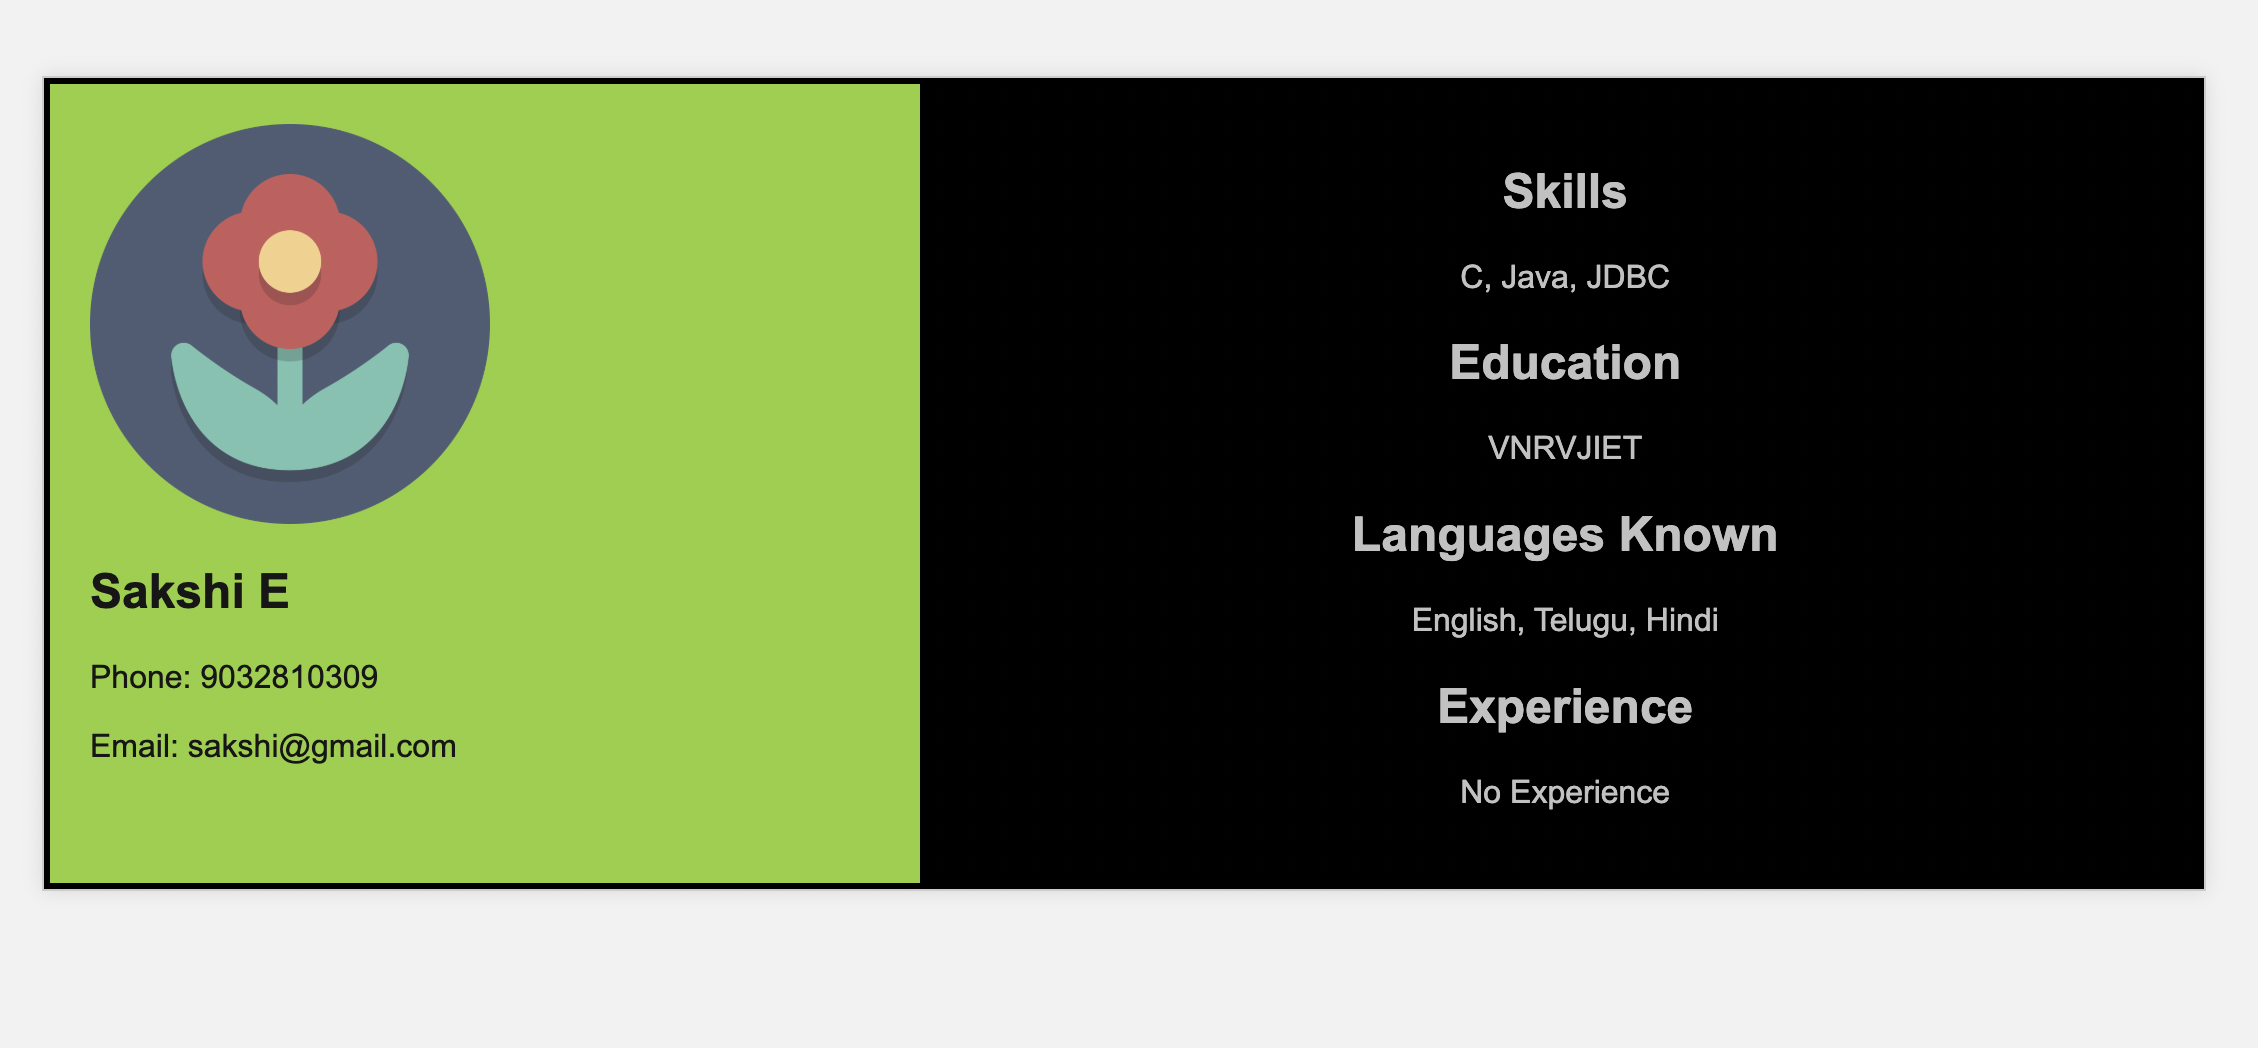 Sakshi E
Phone: 9032810309
Email: sakshi@gmail.com
Skills
C, Java, JDBC
Education
VNRVJIET
Languages Known
English, Telugu, Hindi
Experience
No Experience